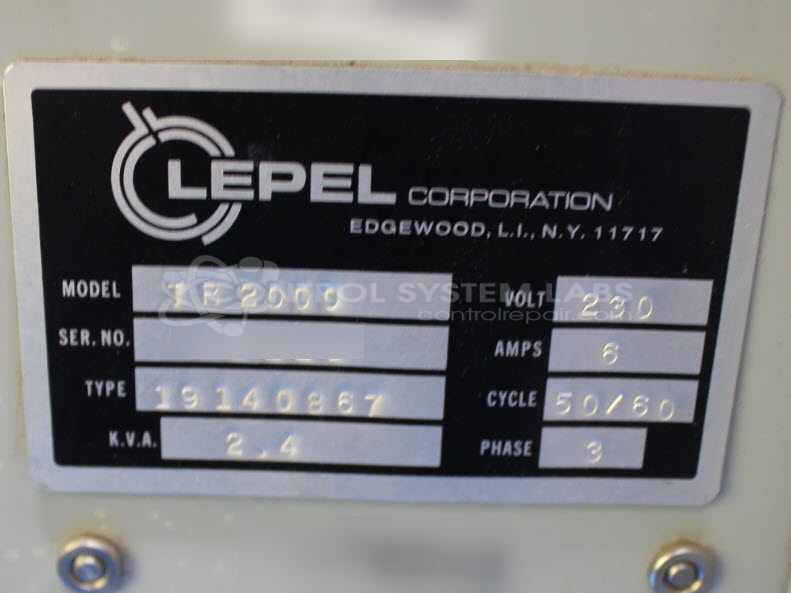 LEPEL CORPORATION
EDGEWOOD, L.I., N.Y. 11717
CONTROL SYSTEM LABS
controlrepair.com
MODEL TR2000
VOLT 230
SER. NO.
AMPS 6
TYPE 19140867
CYCLE 50/60
K.V.A. 2.4
PHASE 3